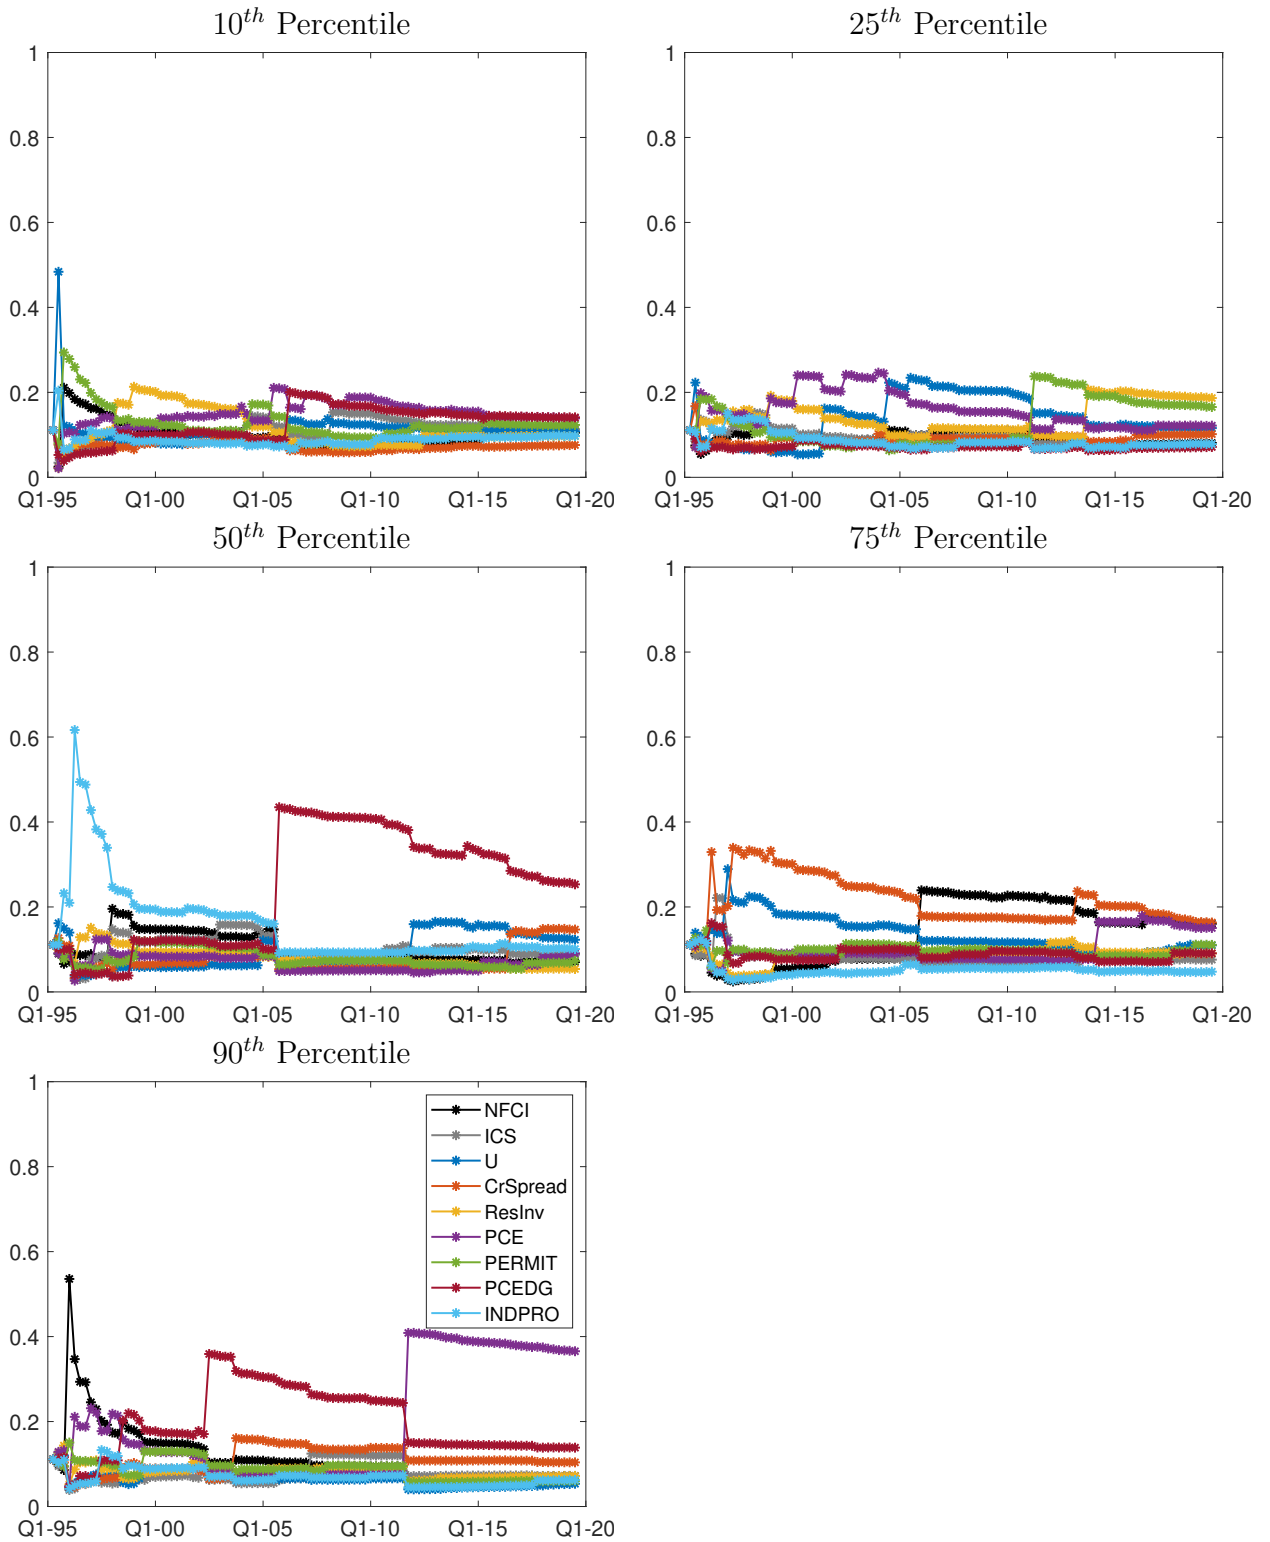 10th Percentile
25th Percentile
1
0.8
0.6
0.4
0.2
0
Q1-95 Q1-00 Q1-05 Q1-10 Q1-15 Q1-20
1
0.8
0.6
0.4
0.2
0
Q1-95 Q1-00 Q1-05 Q1-10 Q1-15 Q1-20
50th Percentile
75th Percentile
1
0.8
0.6
0.4
0.2
0
Q1-95 Q1-00 Q1-05 Q1-10 Q1-15 Q1-20
1
0.8
0.6
0.4
0.2
0
Q1-95 Q1-00 Q1-05 Q1-10 Q1-15 Q1-20
90th Percentile
1
0.8
0.6
0.4
0.2
0
NFCI
ICS
U
CrSpread
ResInv
PCE
PERMIT
PCEDG
INDPRO
Q1-95 Q1-00 Q1-05 Q1-10 Q1-15 Q1-20